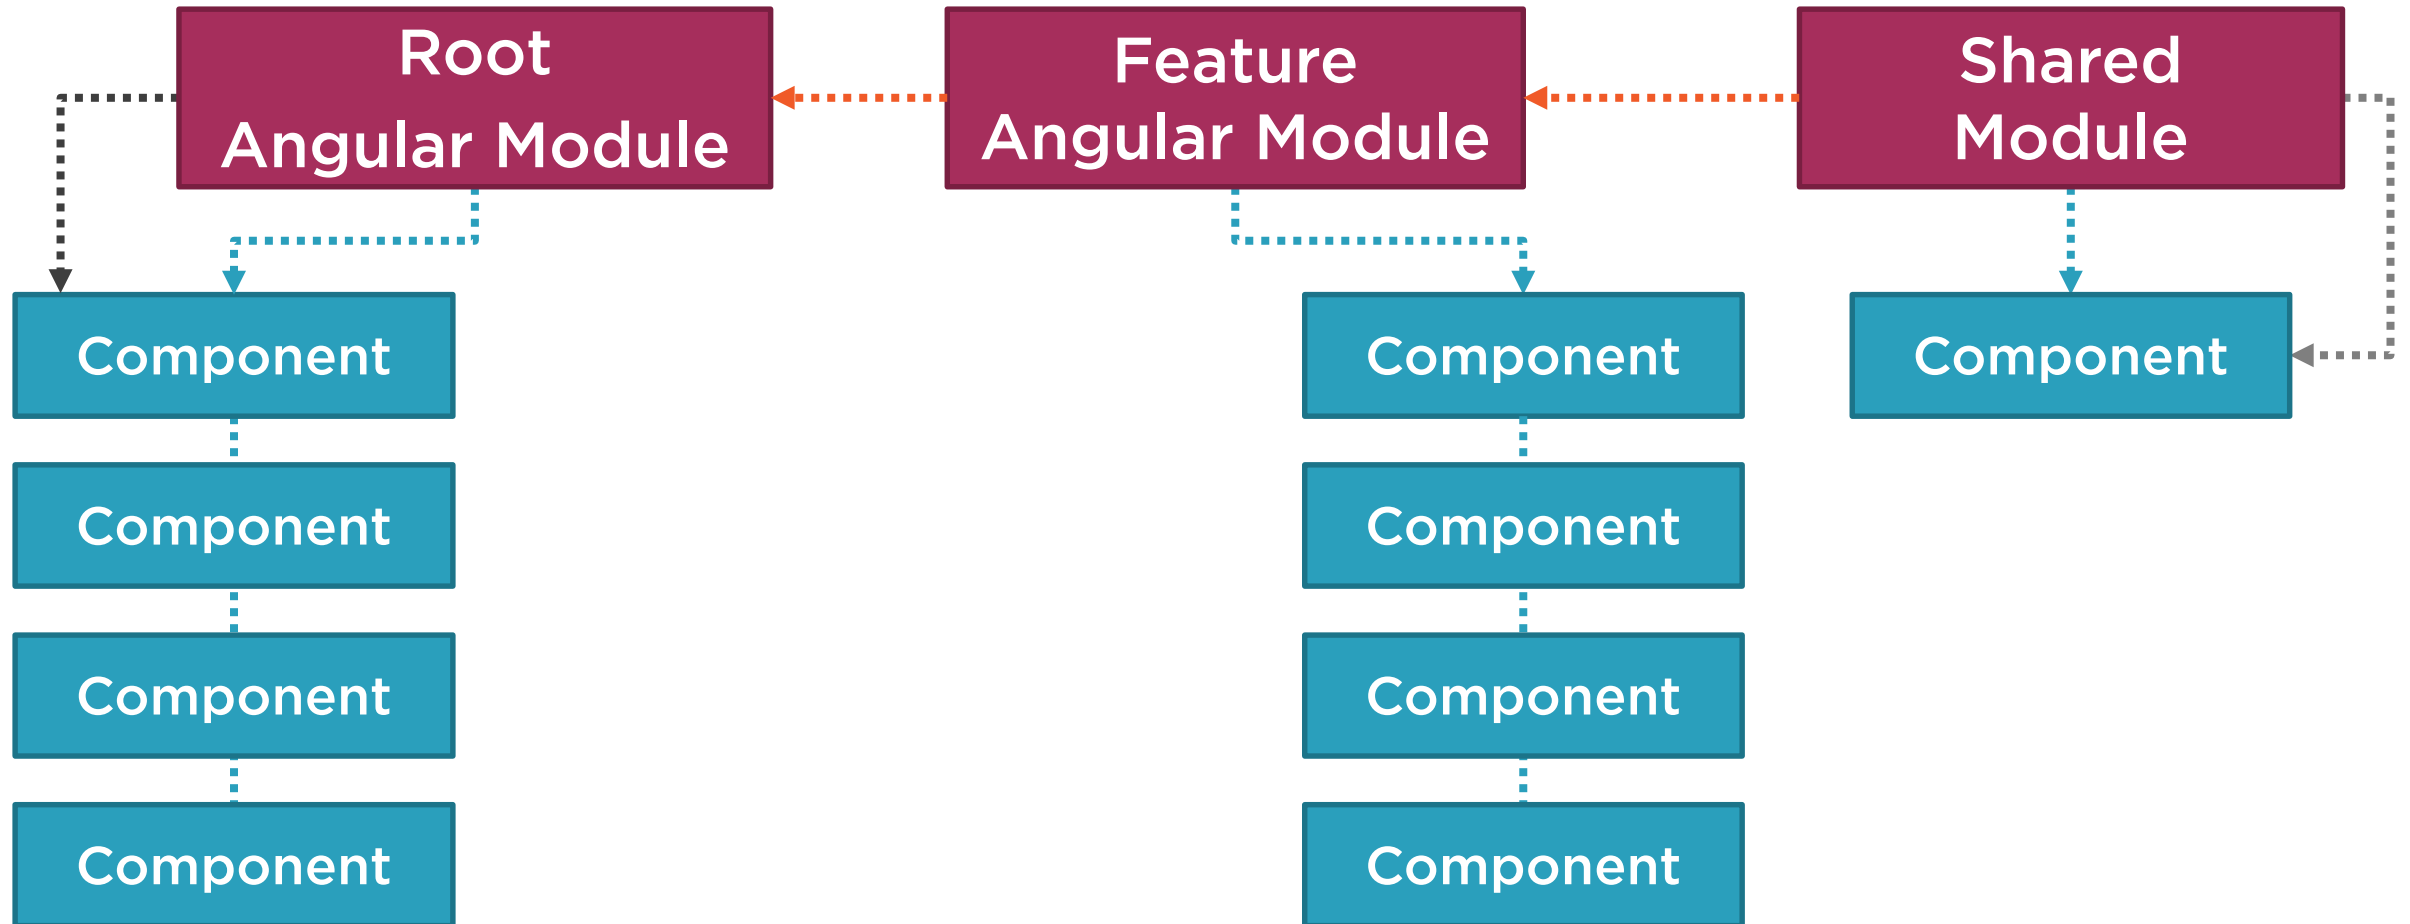 Root
Angular Module
Feature
Angular Module
Shared
Module
Component
Component
Component
Component
Component
Component
Component
Component
Component